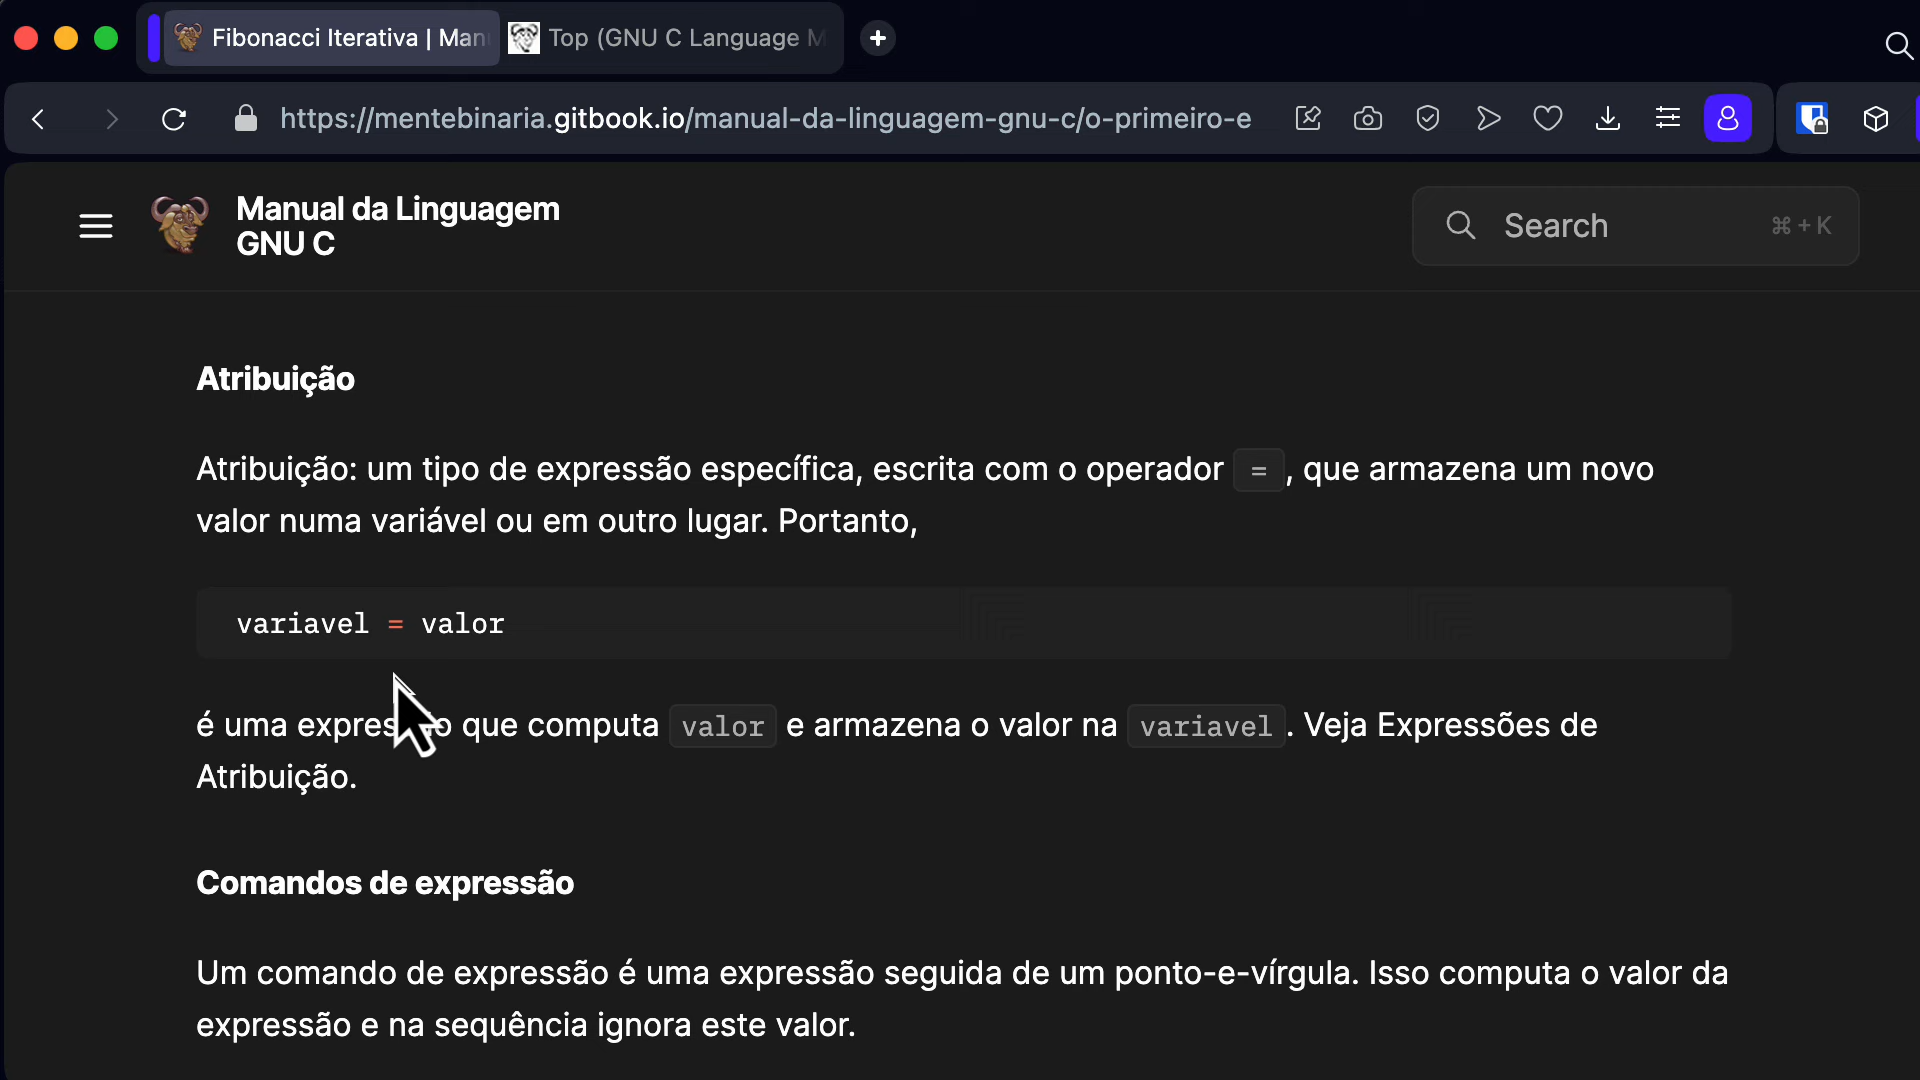 Fibonacci Iterativa | Man
Top (GNU C Language M
https://mentebinaria.gitbook.io/manual-da-linguagem-gnu-c/o-primeiro-e
Manual da Linguagem
GNU C
Search
⌘ + K
Atribuição
Atribuição: um tipo de expressão específica, escrita com o operador = , que armazena um novo
valor numa variável ou em outro lugar. Portanto,
variavel = valor
é uma expressão que computa valor e armazena o valor na variavel . Veja Expressões de
Atribuição.
Comandos de expressão
Um comando de expressão é uma expressão seguida de um ponto-e-vírgula. Isso computa o valor da
expressão e na sequência ignora este valor.